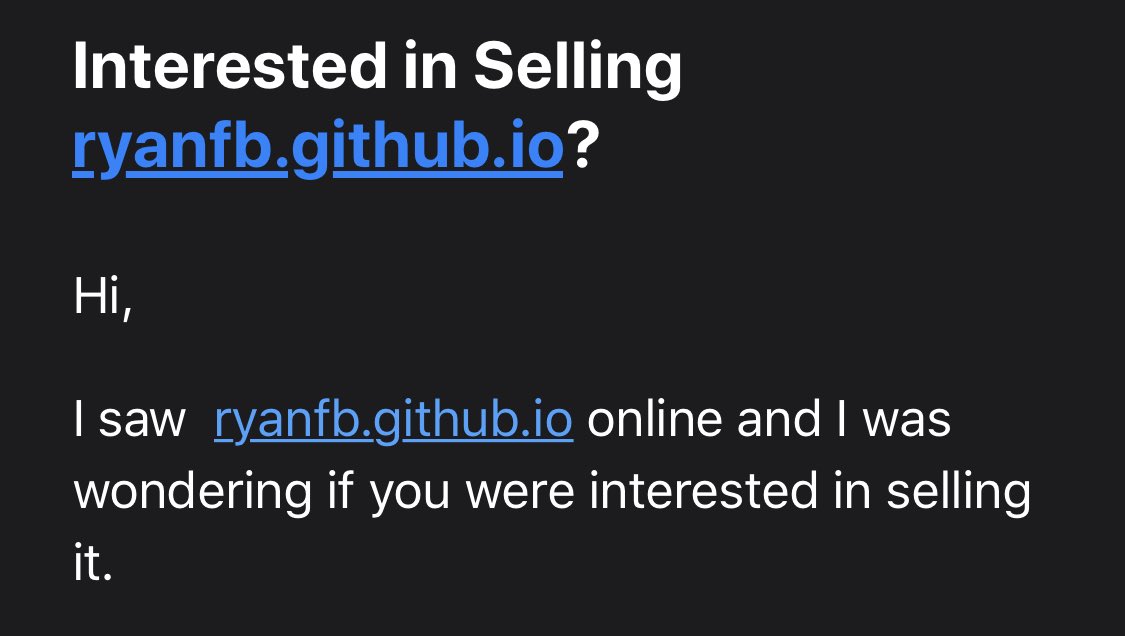 Interested in Selling
ryanfb.github.io?
Hi,
I saw  ryanfb.github.io online and I was
wondering if you were interested in selling
it.